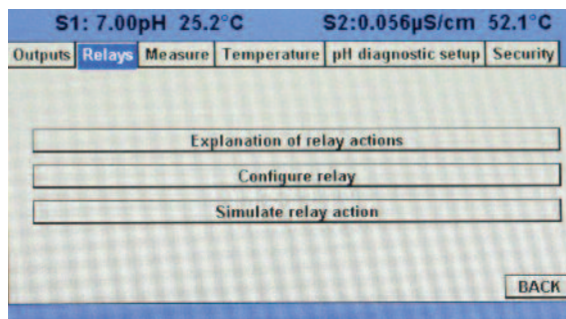 S1: 7.00pH 25.2°C S2:0.056µS/cm 52.1°C
Outputs Relays Measure Temperature pH diagnostic setup Security
Explanation of relay actions
Configure relay
Simulate relay action
BACK